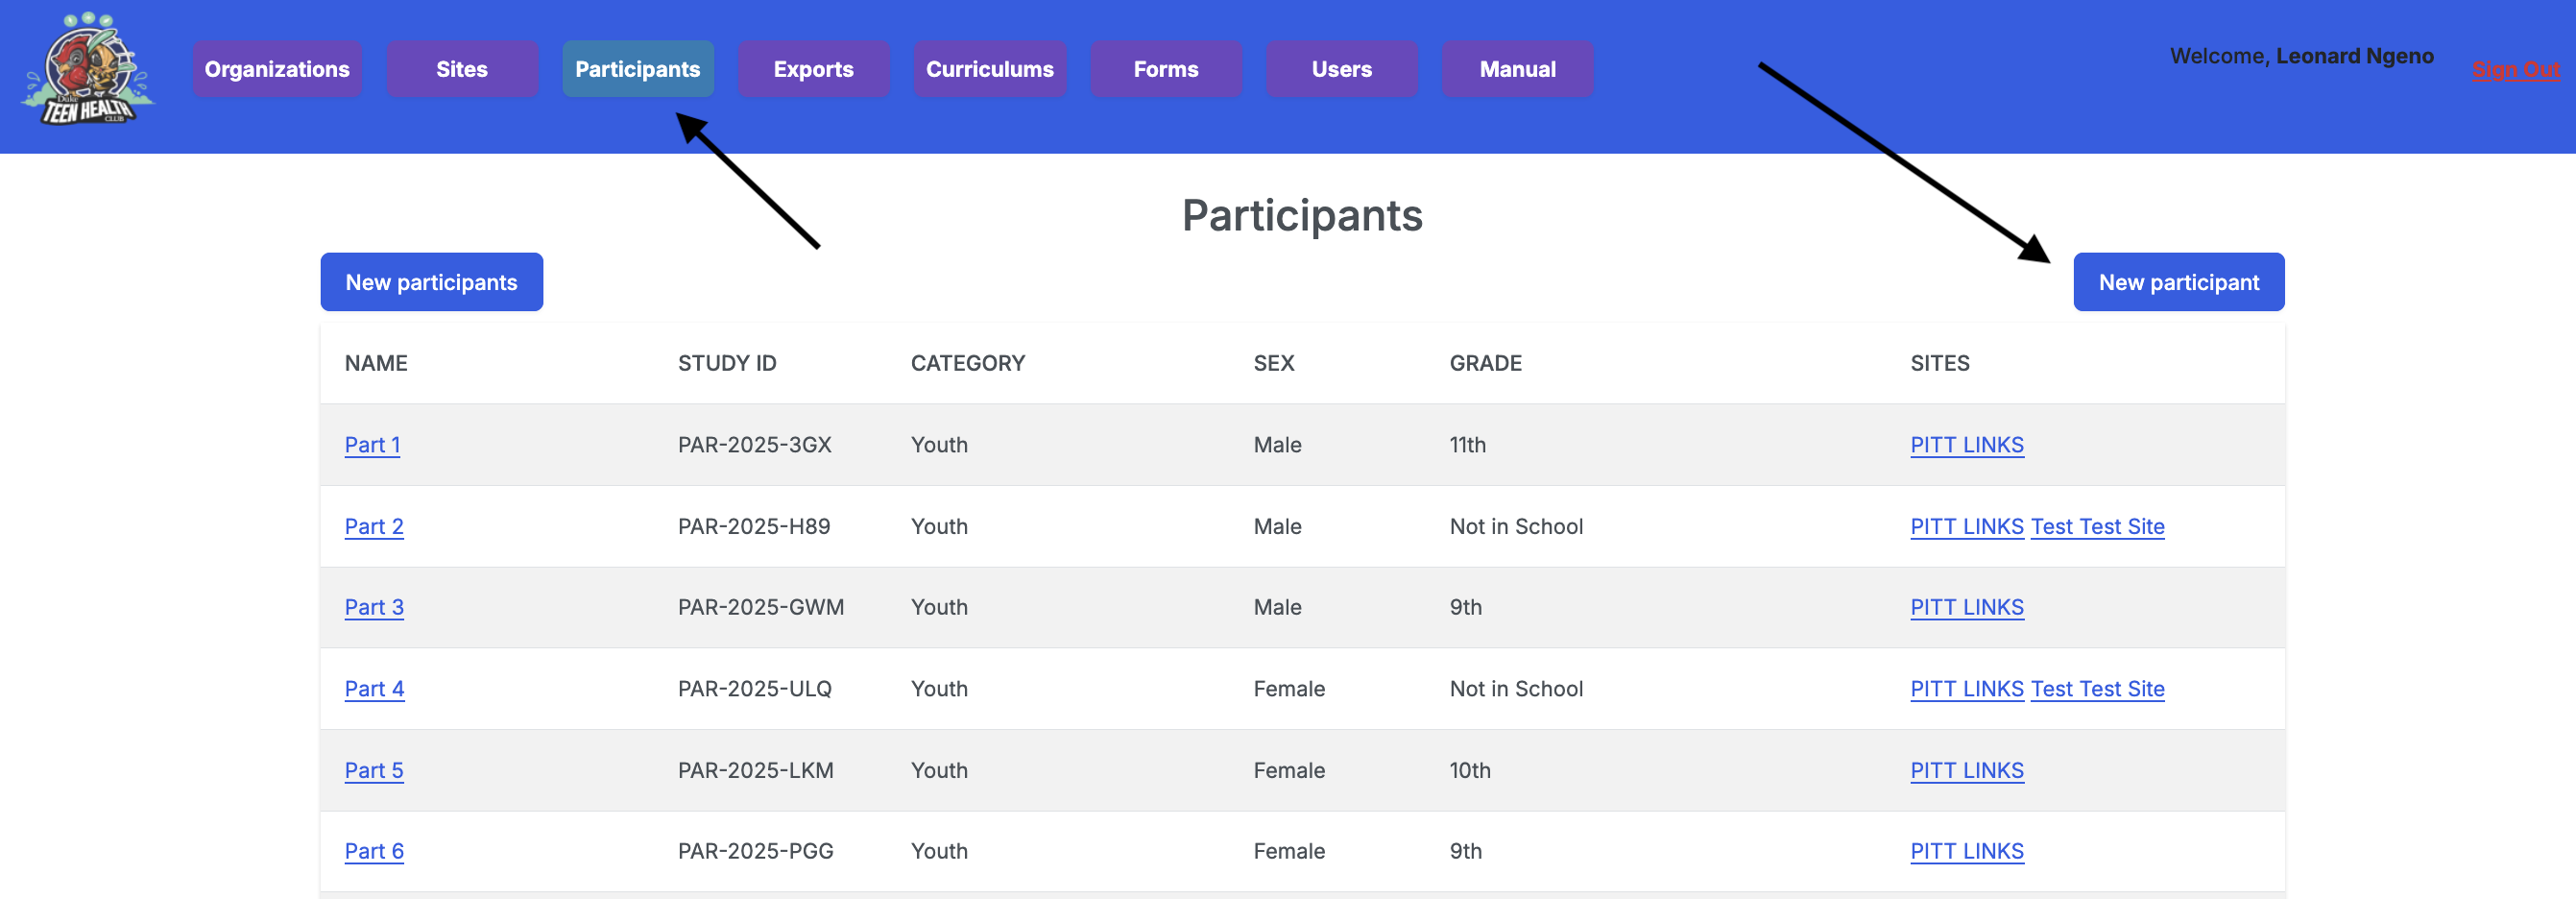 Duke
TEEN HEALTH
CLUB
Organizations Sites Participants Exports Curriculums Forms Users Manual
Welcome, Leonard Ngeno Sign Out
Participants
New participants New participant
NAME STUDY ID CATEGORY SEX GRADE SITES
Part 1 PAR-2025-3GX Youth Male 11th PITT LINKS
Part 2 PAR-2025-H89 Youth Male Not in School PITT LINKS Test Test Site
Part 3 PAR-2025-GWM Youth Male 9th PITT LINKS
Part 4 PAR-2025-ULQ Youth Female Not in School PITT LINKS Test Test Site
Part 5 PAR-2025-LKM Youth Female 10th PITT LINKS
Part 6 PAR-2025-PGG Youth Female 9th PITT LINKS